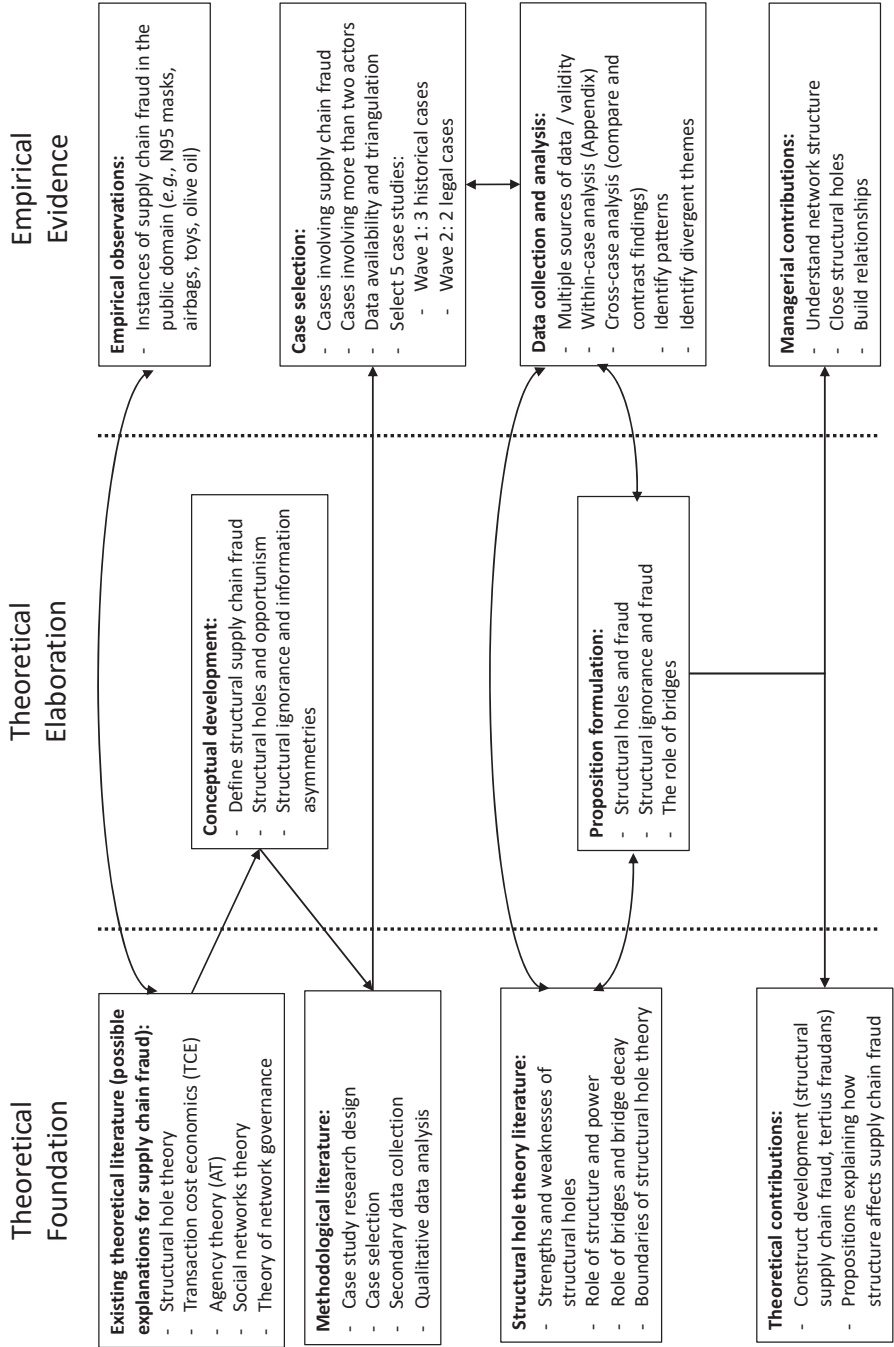 Theoretical
Foundation
Theoretical
Elaboration
Empirical
Evidence
Existing theoretical literature (possible
explanations for supply chain fraud):
- Structural hole theory
- Transaction cost economics (TCE)
- Agency theory (AT)
- Social networks theory
- Theory of network governance
Empirical observations:
- Instances of supply chain fraud in the
public domain (e.g., N95 masks,
airbags, toys, olive oil)
Conceptual development:
- Define structural supply chain fraud
- Structural holes and opportunism
- Structural ignorance and information
asymmetries
Methodological literature:
- Case study research design
- Case selection
- Secondary data collection
- Qualitative data analysis
Case selection:
- Cases involving supply chain fraud
- Cases involving more than two actors
- Data availability and triangulation
- Select 5 case studies:
- Wave 1: 3 historical cases
- Wave 2: 2 legal cases
Structural hole theory literature:
- Strengths and weaknesses of
structural holes
- Role of structure and power
- Role of bridges and bridge decay
- Boundaries of structural hole theory
Proposition formulation:
- Structural holes and fraud
- Structural ignorance and fraud
- The role of bridges
Data collection and analysis:
- Multiple sources of data / validity
- Within-case analysis (Appendix)
- Cross-case analysis (compare and
contrast findings)
- Identify patterns
- Identify divergent themes
Theoretical contributions:
- Construct development (structural
supply chain fraud, tertius fraudans)
- Propositions explaining how
structure affects supply chain fraud
Managerial contributions:
- Understand network structure
- Close structural holes
- Build relationships